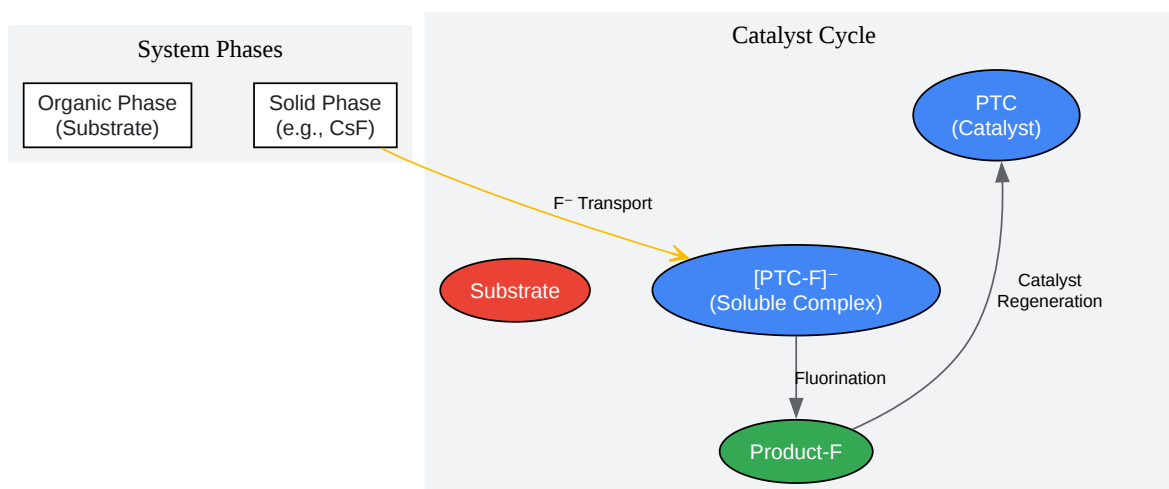 System Phases
Organic Phase
(Substrate)
Solid Phase
(e.g., CsF)
Catalyst Cycle
PTC
(Catalyst)
F⁻ Transport
Substrate
[PTC-F]⁻
(Soluble Complex)
Catalyst
Regeneration
Fluorination
Product-F